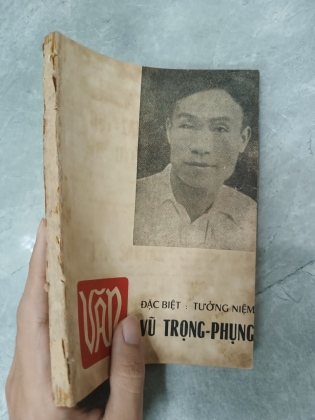 VĂN
ĐẶC BIỆT : TƯỞNG NIỆM
VŨ TRỌNG-PHỤNG